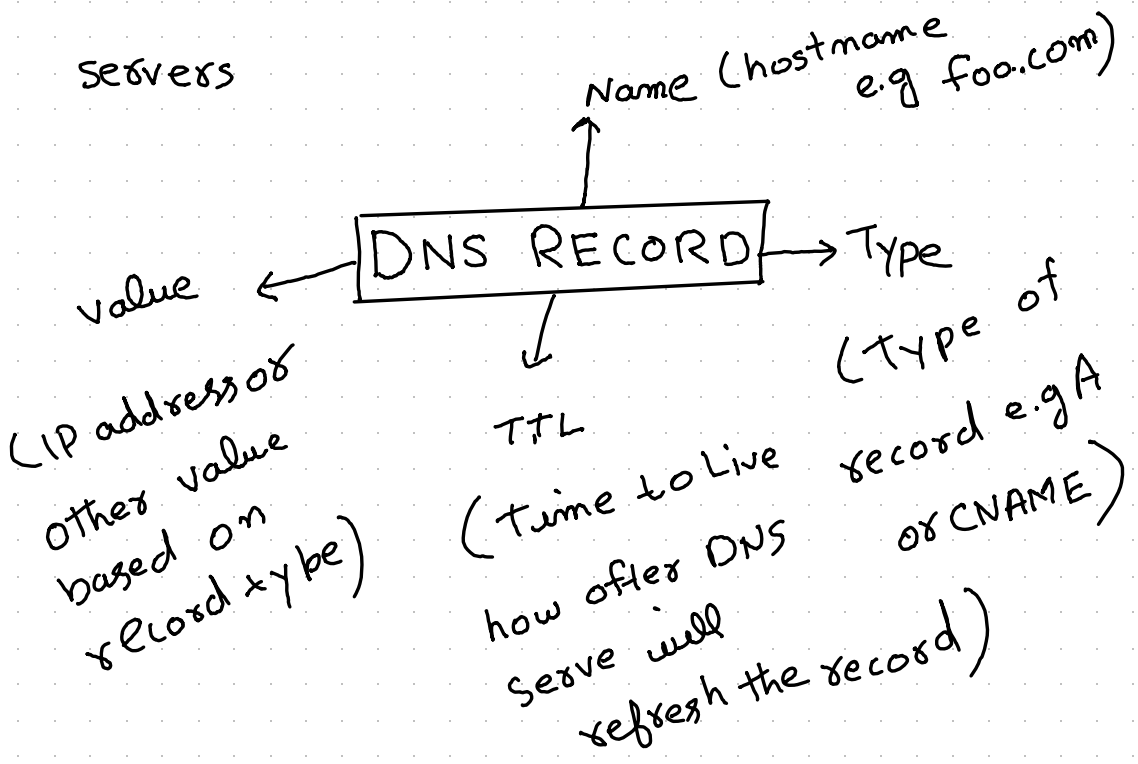 servers
Name (hostname
e.g foo.com)
DNS RECORD
Type
(Type of
record e.g A
or CNAME)
value
(IP address or
other value
based on
record type)
TTL
(Time to Live
how often DNS
serve will
refresh the record)